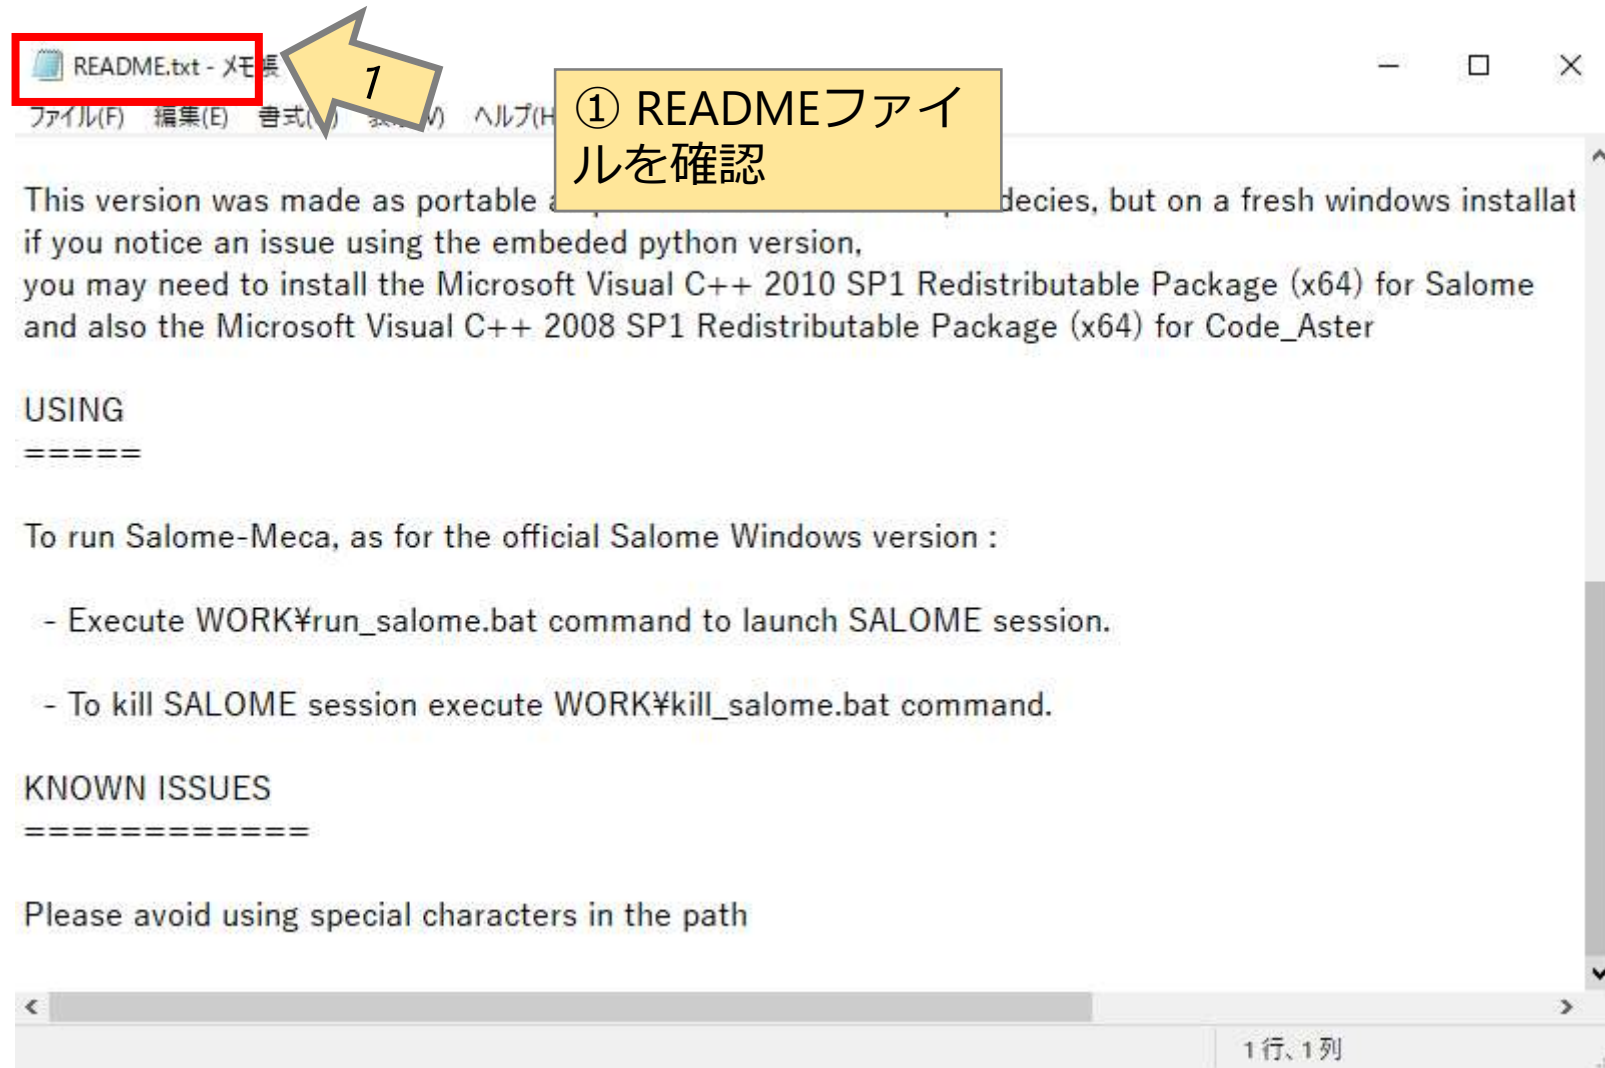 README.txt - メモ帳
1
① READMEファイ
ルを確認
ファイル(F) 編集(E) 書式( ヘルプ(H
This version was made as portable decies, but on a fresh windows installat
if you notice an issue using the embeded python version,
you may need to install the Microsoft Visual C++ 2010 SP1 Redistributable Package (x64) for Salome
and also the Microsoft Visual C++ 2008 SP1 Redistributable Package (x64) for Code_Aster
USING
=====
To run Salome-Meca, as for the official Salome Windows version :
- Execute WORK¥run_salome.bat command to launch SALOME session.
- To kill SALOME session execute WORK¥kill_salome.bat command.
KNOWN ISSUES
============
Please avoid using special characters in the path
1行、1列